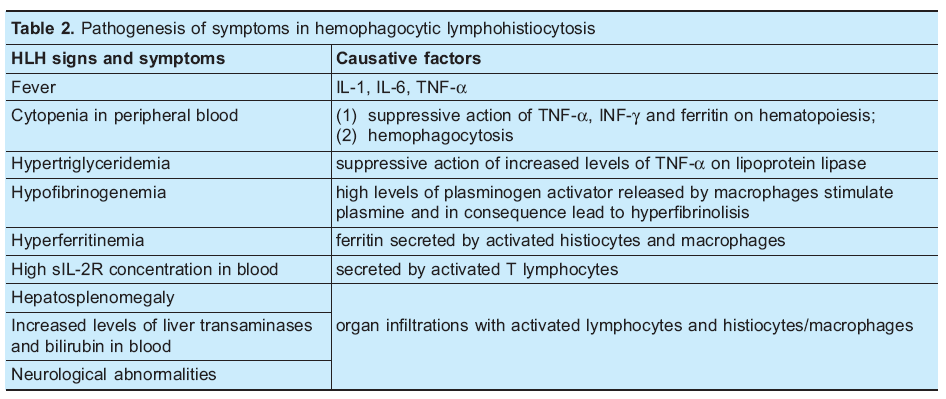 Table 2. Pathogenesis of symptoms in hemophagocytic lymphohistiocytosis
HLH signs and symptoms Causative factors
Fever IL-1, IL-6, TNF-α
Cytopenia in peripheral blood (1) suppressive action of TNF-α, INF-γ and ferritin on hematopoiesis;
(2) hemophagocytosis
Hypertriglyceridemia suppressive action of increased levels of TNF-α on lipoprotein lipase
Hypofibrinogenemia high levels of plasminogen activator released by macrophages stimulate
plasmine and in consequence lead to hyperfibrinolisis
Hyperferritinemia ferritin secreted by activated histiocytes and macrophages
High sIL-2R concentration in blood secreted by activated T lymphocytes
Hepatosplenomegaly
Increased levels of liver transaminases
and bilirubin in blood
Neurological abnormalities
organ infiltrations with activated lymphocytes and histiocytes/macrophages